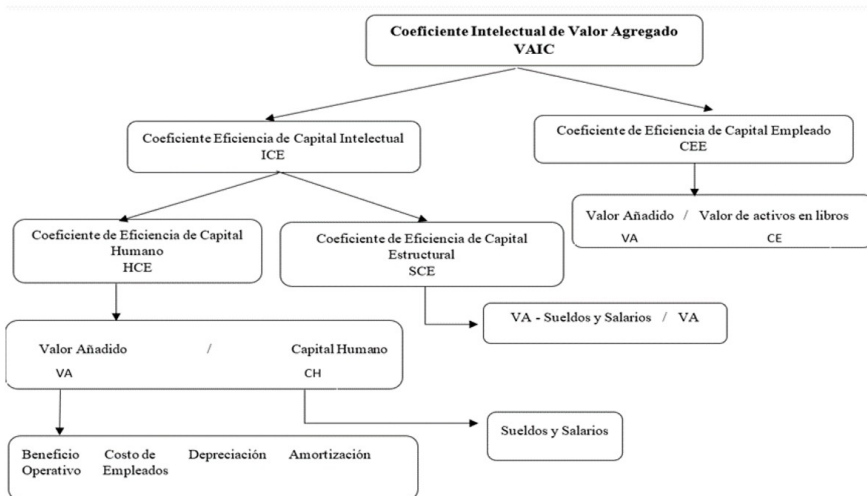 Coeficiente Intelectual de Valor Agregado
VAIC
Coeficiente Eficiencia de Capital Intelectual
ICE
Coeficiente de Eficiencia de Capital Empleado
CEE
Valor Añadido / Valor de activos en libros
VA CE
Coeficiente de Eficiencia de Capital
Humano
HCE
Coeficiente de Eficiencia de Capital
Estructural
SCE
VA - Sueldos y Salarios / VA
Valor Añadido / Capital Humano
VA CH
Sueldos y Salarios
Beneficio Costo de Depreciación Amortización
Operativo Empleados